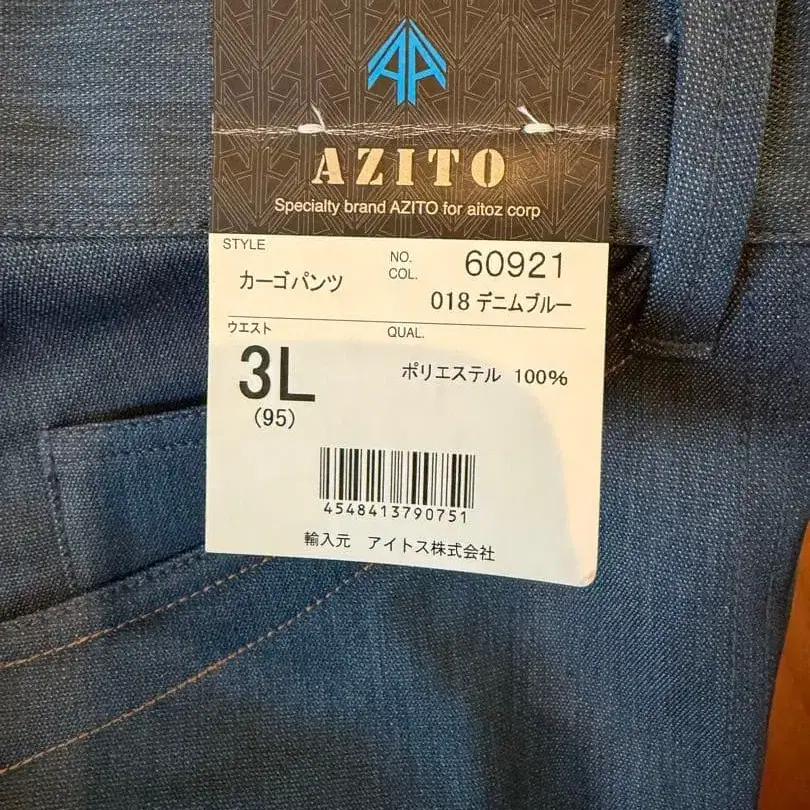 AZITO
Specialty brand AZITO for aitoz corp
STYLE
カーゴパンツ
NO. 60921
COL. 018 デニムブルー
ウエスト
3L
(95)
QUAL.
ポリエステル 100%
4548413790751
輸入元 アイトス株式会社